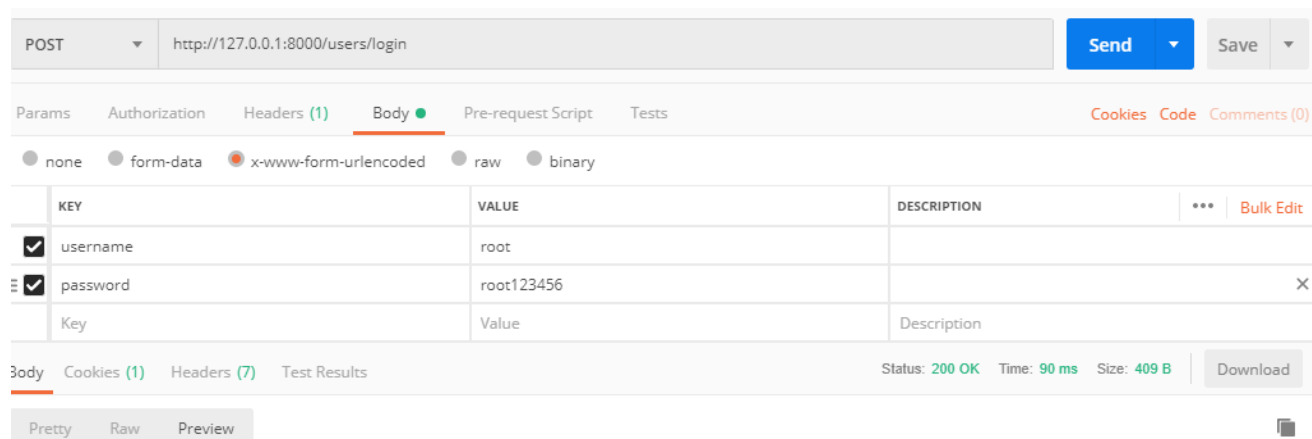 POST http://127.0.0.1:8000/users/login Send Save
Params Authorization Headers (1) Body Pre-request Script Tests Cookies Code Comments (0)
none form-data x-www-form-urlencoded raw binary
KEY VALUE DESCRIPTION ••• Bulk Edit
username root
password root123456
Key Value Description
Body Cookies (1) Headers (7) Test Results Status: 200 OK Time: 90 ms Size: 409 B Download
Pretty Raw Preview